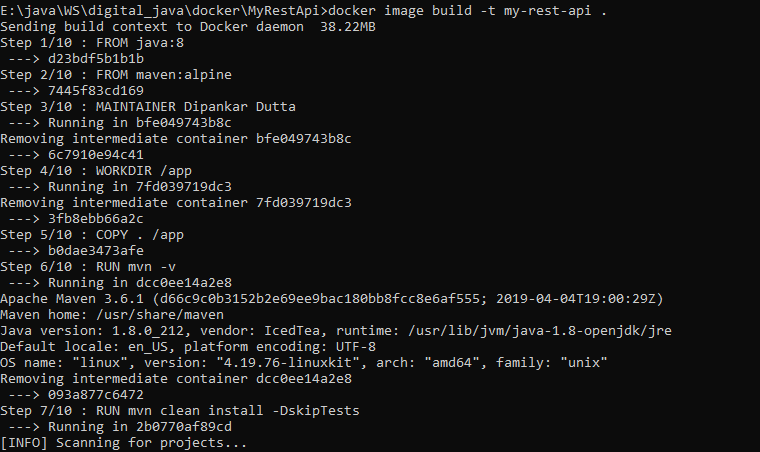 E:\java\WS\digital_java\docker\MyRestApi>docker image build -t my-rest-api .
Sending build context to Docker daemon  38.22MB
Step 1/10 : FROM java:8
 ---> d23bdf5b1b1b
Step 2/10 : FROM maven:alpine
 ---> 7445f83cd169
Step 3/10 : MAINTAINER Dipankar Dutta
 ---> Running in bfe049743b8c
Removing intermediate container bfe049743b8c
 ---> 6c7910e94c41
Step 4/10 : WORKDIR /app
 ---> Running in 7fd039719dc3
Removing intermediate container 7fd039719dc3
 ---> 3fb8ebb66a2c
Step 5/10 : COPY . /app
 ---> b0dae3473afe
Step 6/10 : RUN mvn -v
 ---> Running in dcc0ee14a2e8
Apache Maven 3.6.1 (d66c9c0b3152b2e69ee9bac180bb8fcc8e6af555; 2019-04-04T19:00:29Z)
Maven home: /usr/share/maven
Java version: 1.8.0_212, vendor: IcedTea, runtime: /usr/lib/jvm/java-1.8-openjdk/jre
Default locale: en_US, platform encoding: UTF-8
OS name: "linux", version: "4.19.76-linuxkit", arch: "amd64", family: "unix"
Removing intermediate container dcc0ee14a2e8
 ---> 093a877c6472
Step 7/10 : RUN mvn clean install -DskipTests
 ---> Running in 2b0770af89cd
[INFO] Scanning for projects...